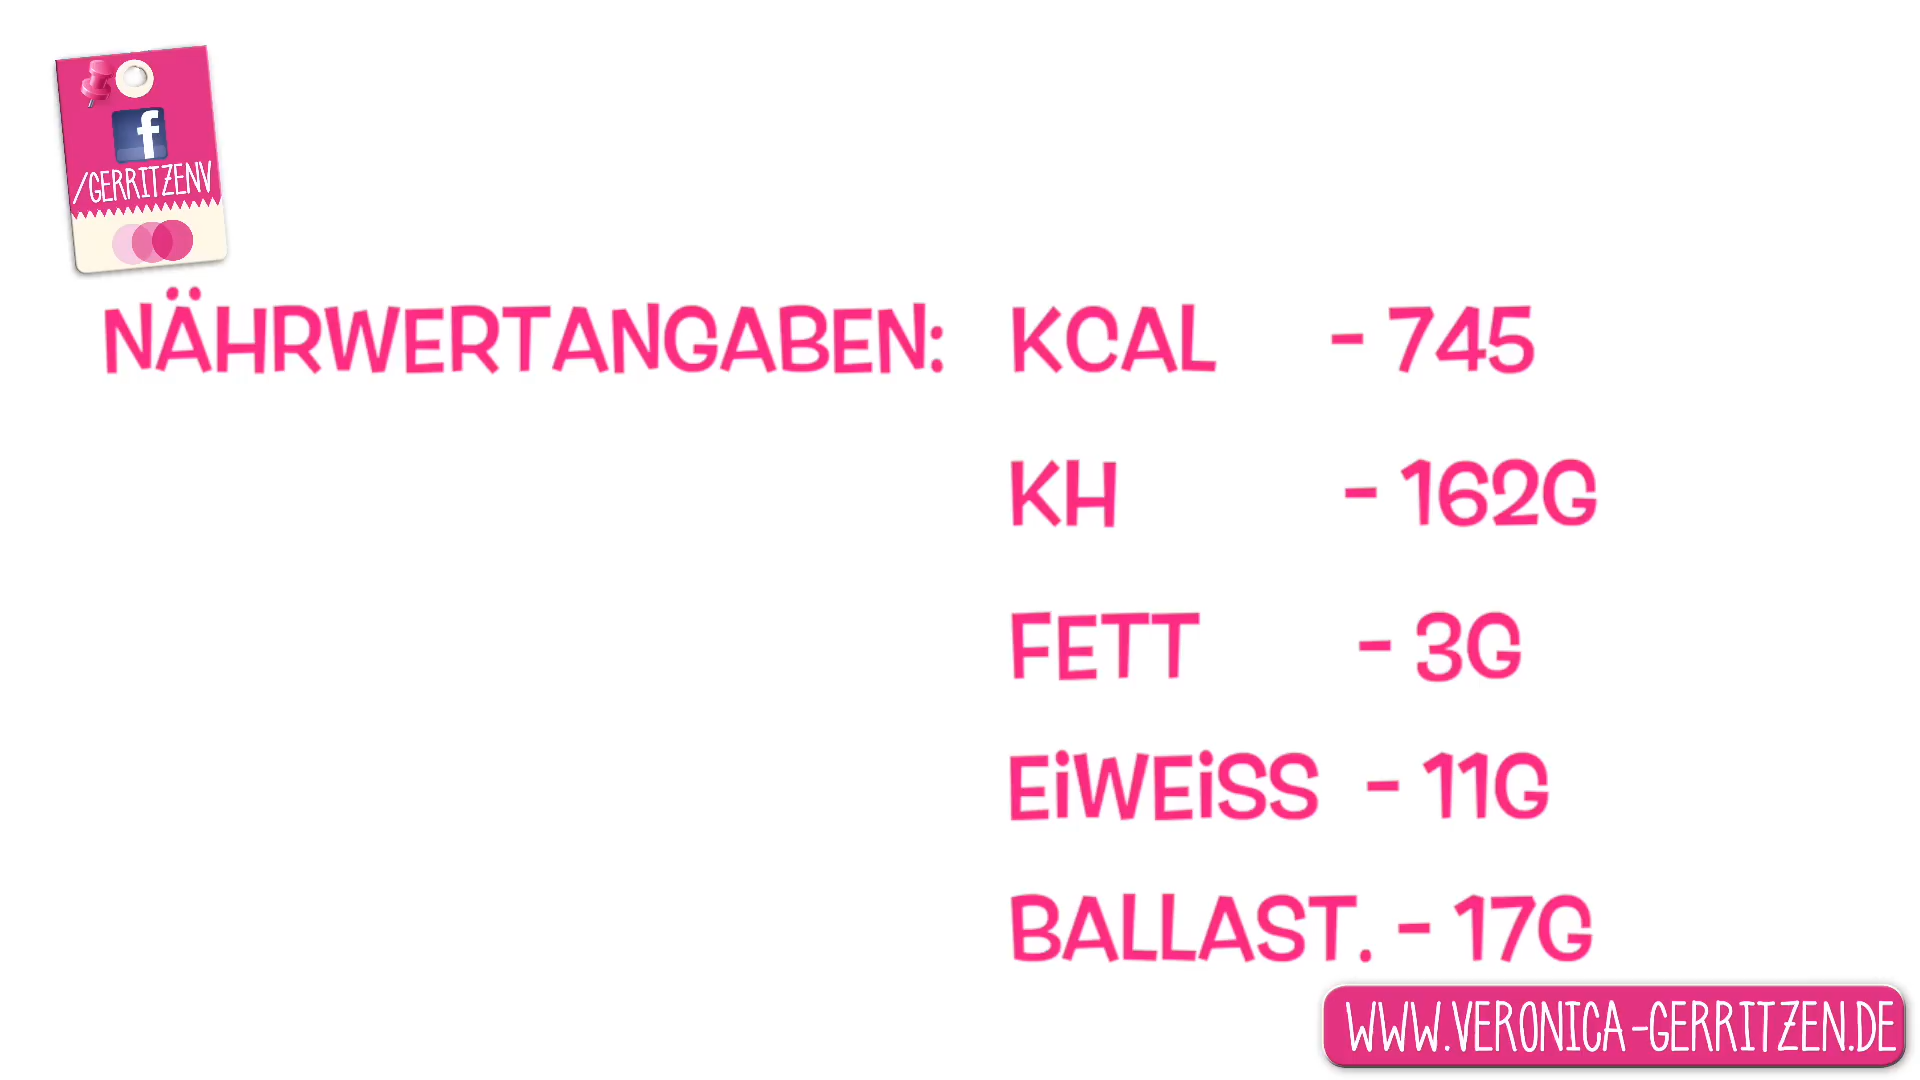 f
/GERRITZENV
NÄHRWERTANGABEN: KCAL - 745
KH - 162G
FETT - 3G
EiWEiSS - 11G
BALLAST. - 17G
WWW.VERONICA-GERRITZEN.DE